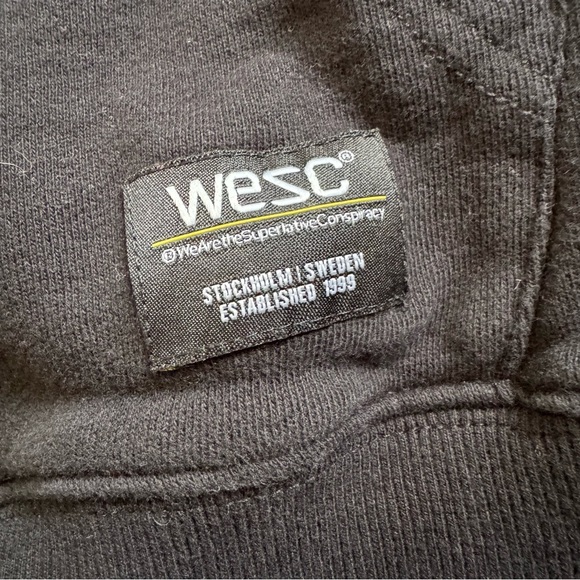 wesc®
®WeAretheSuperlativeConspiracy
STOCKHOLM | SWEDEN
ESTABLISHED 1999